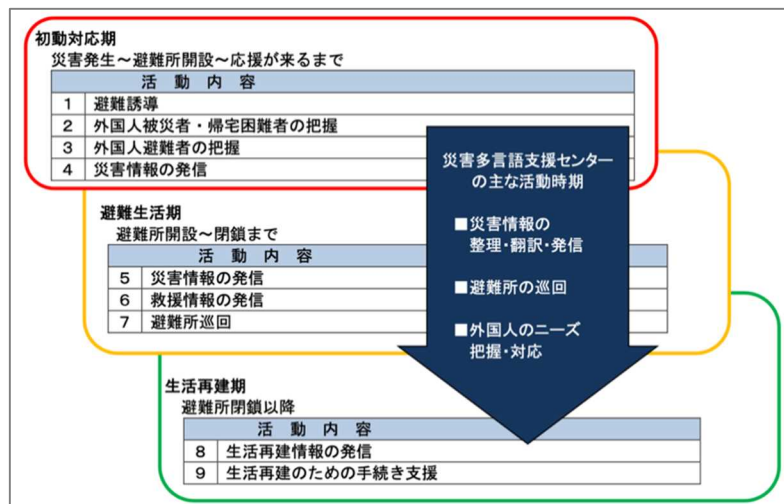 初動対応期
災害発生～避難所開設～応援が来るまで
活動内容
1 避難誘導
2 外国人被災者・帰宅困難者の把握
3 外国人避難者の把握
4 災害情報の発信
避難生活期
避難所開設～閉鎖まで
活動内容
5 災害情報の発信
6 救援情報の発信
7 避難所巡回
生活再建期
避難所閉鎖以降
活動内容
8 生活再建情報の発信
9 生活再建のための手続き支援
災害多言語支援センター
の主な活動時期
■災害情報の
整理・翻訳・発信
■避難所の巡回
■外国人のニーズ
把握・対応